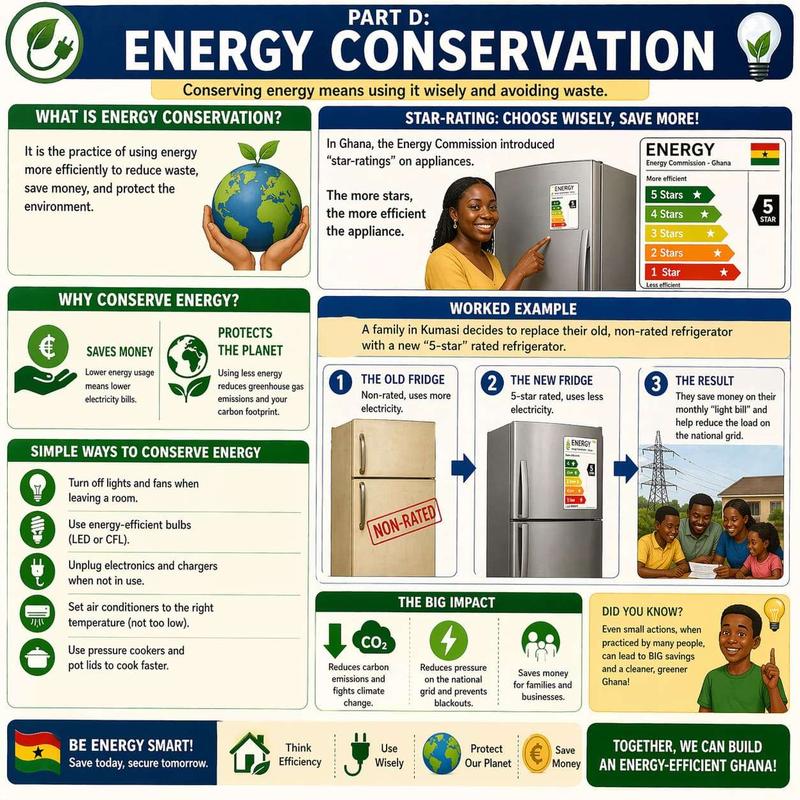 PART D:
ENERGY CONSERVATION
Conserving energy means using it wisely and avoiding waste.
WHAT IS ENERGY CONSERVATION?
It is the practice of using energy
more efficiently to reduce waste,
save money, and protect the
environment.
STAR-RATING: CHOOSE WISELY, SAVE MORE!
In Ghana, the Energy Commission introduced
“star-ratings” on appliances.
The more stars,
the more efficient
the appliance.
ENERGY
ENERGY
Energy Commission - Ghana
More efficient
5 Stars
4 Stars
3 Stars
2 Stars
1 Star
Less efficient
5
STAR
WHY CONSERVE ENERGY?
SAVES MONEY
Lower energy usage
means lower
electricity bills.
PROTECTS
THE PLANET
Using less energy
reduces greenhouse gas
emissions and your
carbon footprint.
WORKED EXAMPLE
A family in Kumasi decides to replace their old, non-rated refrigerator
with a new “5-star” rated refrigerator.
1 THE OLD FRIDGE
Non-rated, uses more
electricity.
NON-RATED
2 THE NEW FRIDGE
5-star rated, uses less
electricity.
ENERGY
3 THE RESULT
They save money on their
monthly “light bill” and
help reduce the load on
the national grid.
SIMPLE WAYS TO CONSERVE ENERGY
Turn off lights and fans when
leaving a room.
Use energy-efficient bulbs
(LED or CFL).
Unplug electronics and chargers
when not in use.
Set air conditioners to the right
temperature (not too low).
Use pressure cookers and
pot lids to cook faster.
THE BIG IMPACT
CO₂
Reduces carbon
emissions and
fights climate
change.
Reduces pressure
on the national
grid and prevents
blackouts.
Saves money
for families and
businesses.
DID YOU KNOW?
Even small actions, when
practiced by many people,
can lead to BIG savings
and a cleaner, greener
Ghana!
BE ENERGY SMART!
Save today, secure tomorrow.
Think
Efficiency
Use
Wisely
Protect
Our Planet
Save
Money
TOGETHER, WE CAN BUILD
AN ENERGY-EFFICIENT GHANA!